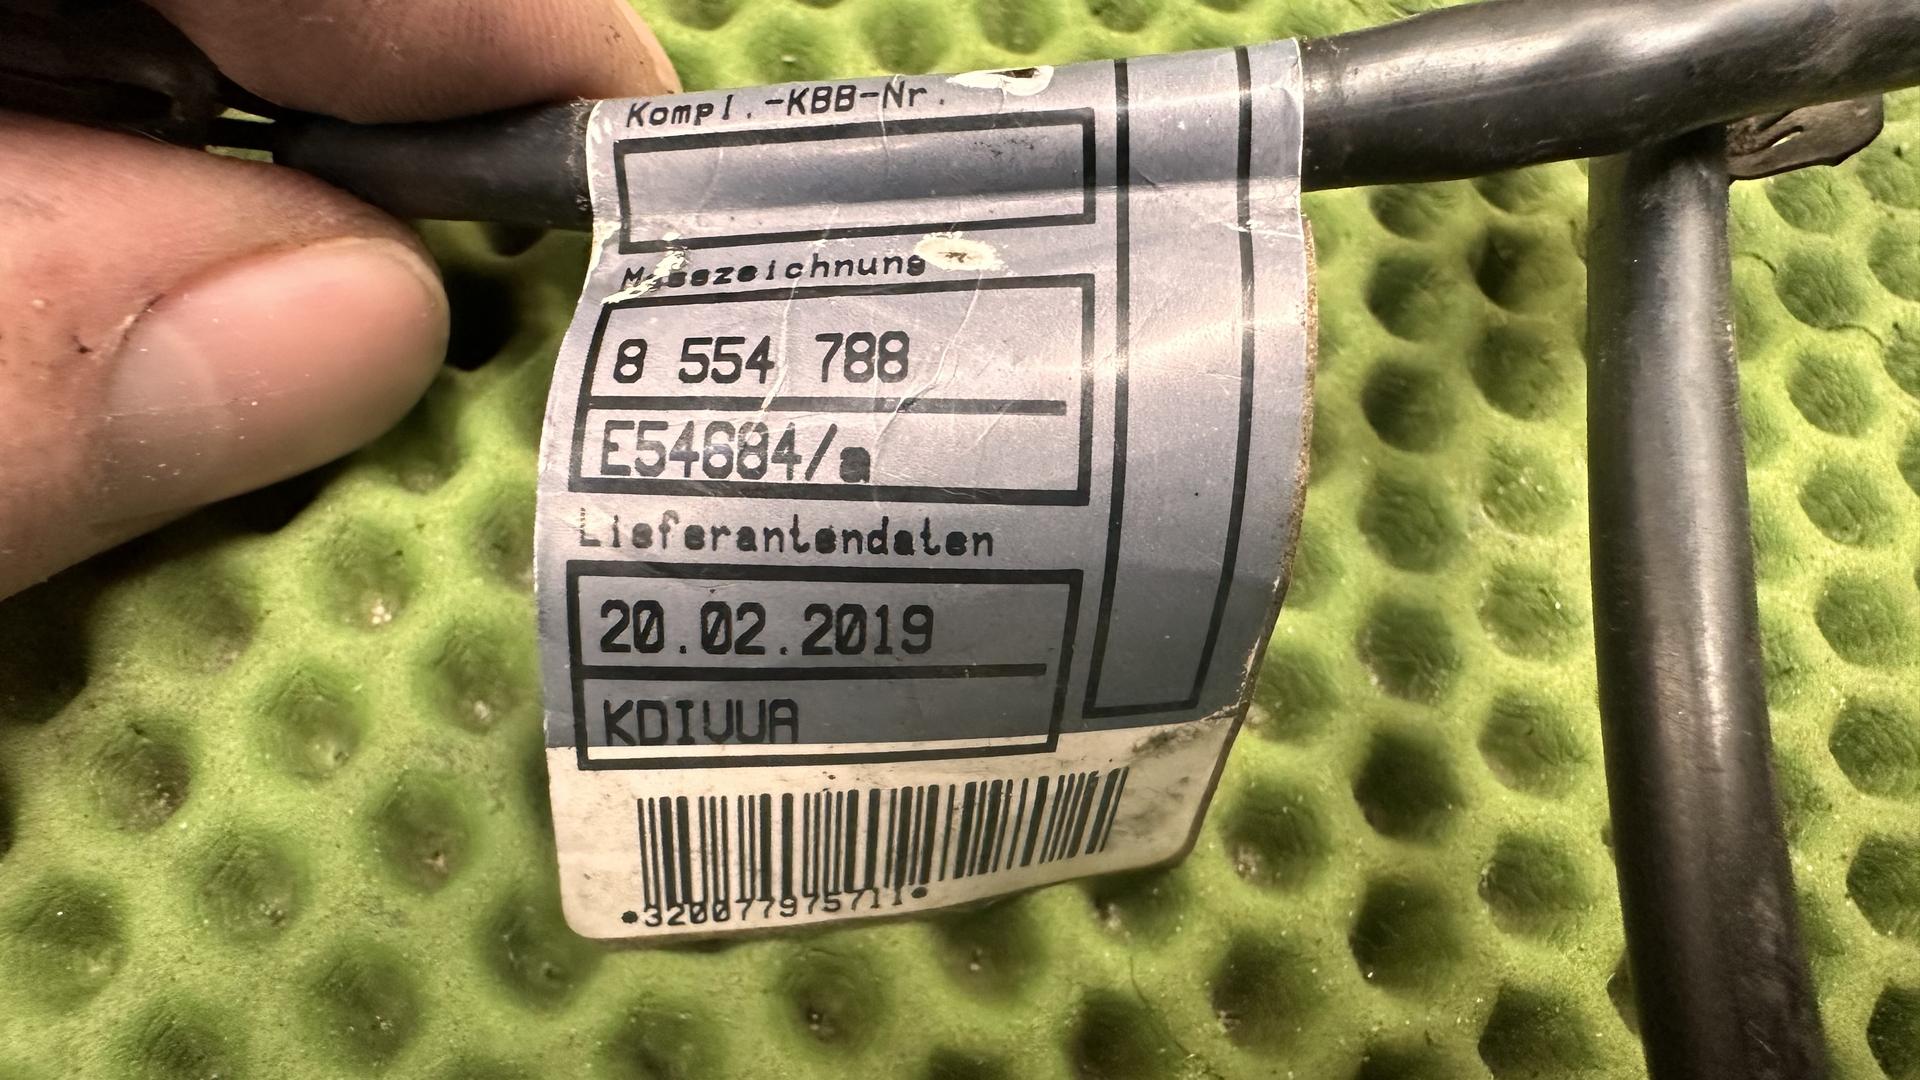 Kompl.-KBB-Nr.
8 554 788
E54684/a
Lieferantendaten
20.02.2019
KDIVUA
*320077975711*